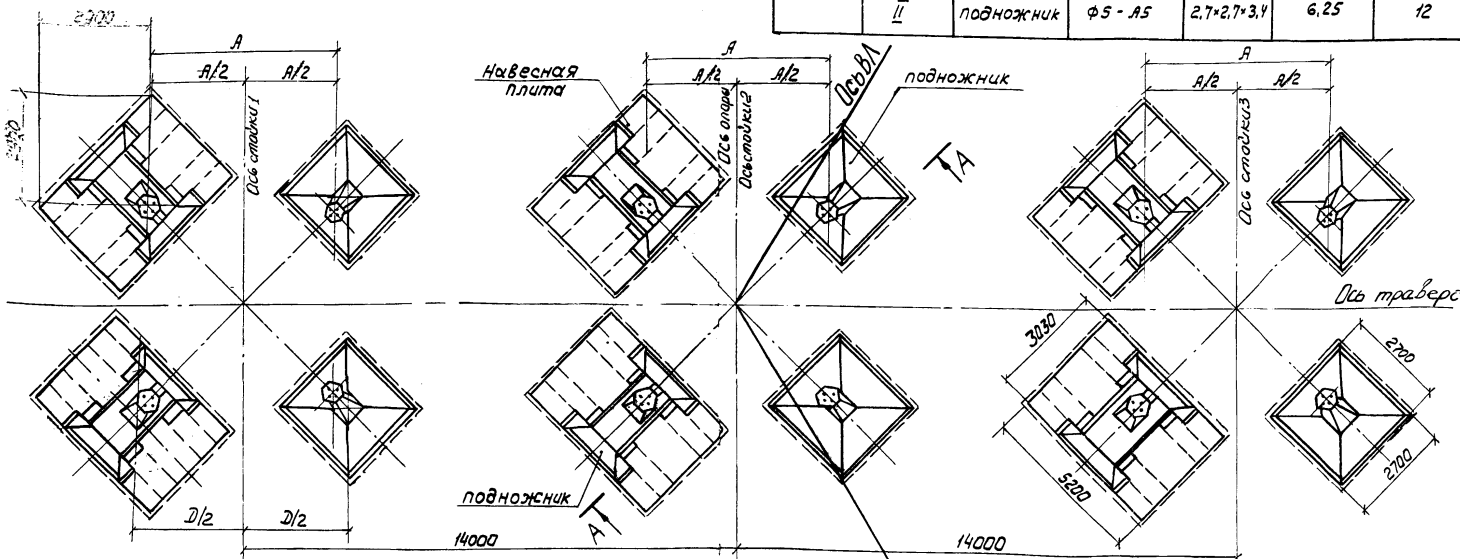 II подножник Ф5 - А5 2,7×2,7×3,4 6,25 12
2900
А
А/2 А/2
Ось стойки 1
Навесная
плита
А
А/2 А/2
Ось опоры
Ось стойки 2
Ось ВЛ
подножник
А
А
А/2 А/2
Ось стойки 3
Ось траверс
3030
5200
2700
2700
подножник
А
D/2 D/2
14000 14000